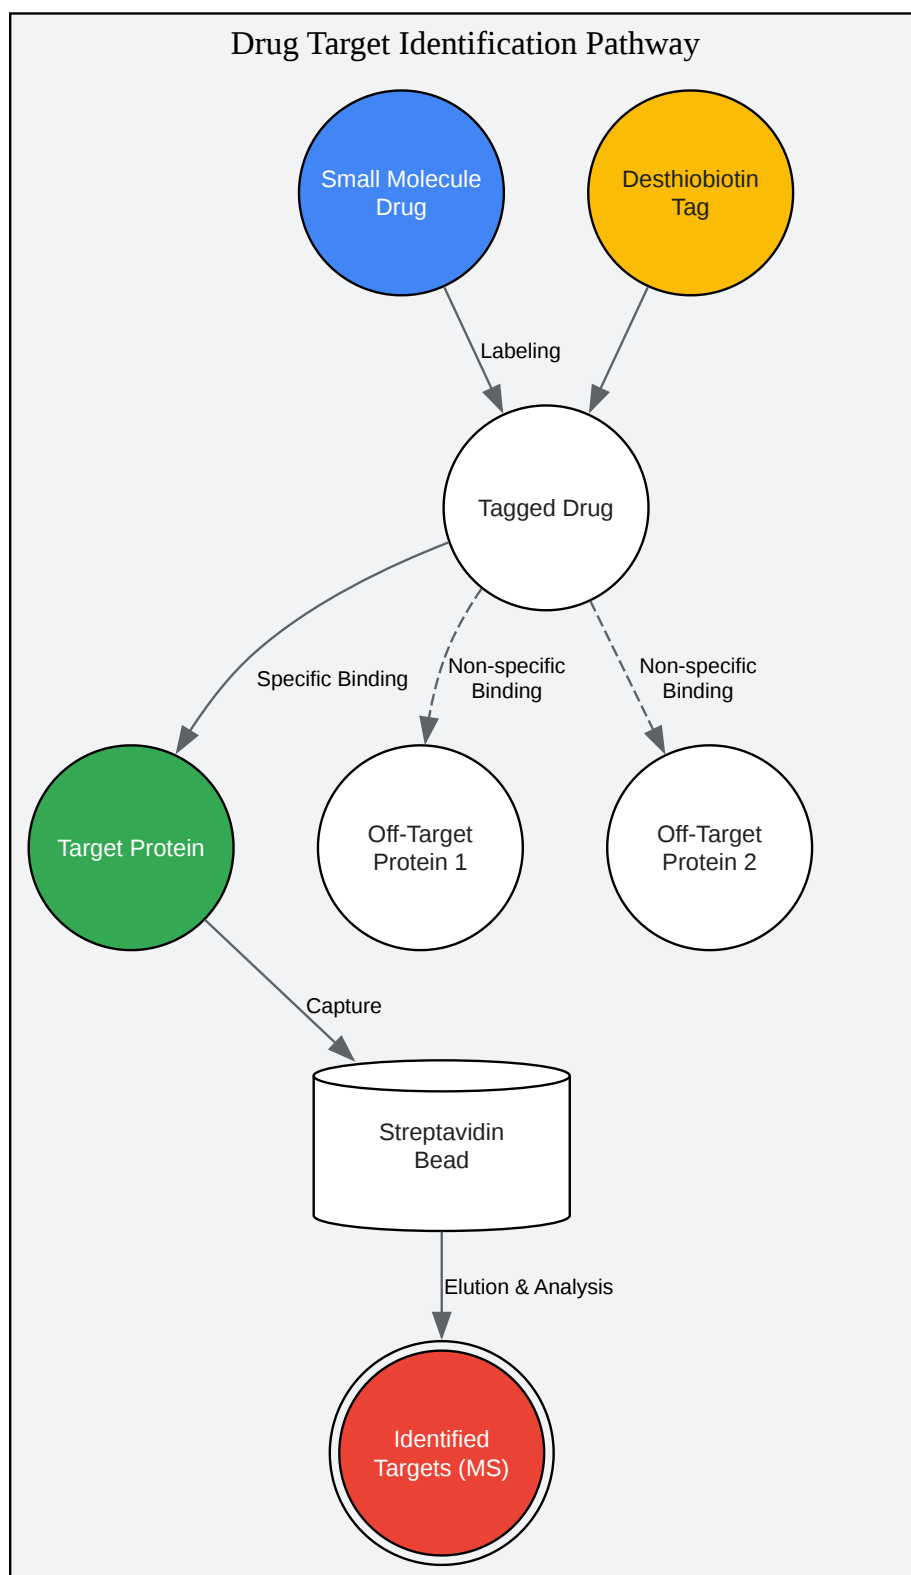 Drug Target Identification Pathway
Small Molecule
Drug
Desthiobiotin
Tag
Labeling
Tagged Drug
Specific Binding
Non-specific
Binding
Non-specific
Binding
Target Protein
Off-Target
Protein 1
Off-Target
Protein 2
Capture
Streptavidin
Bead
Elution & Analysis
Identified
Targets (MS)